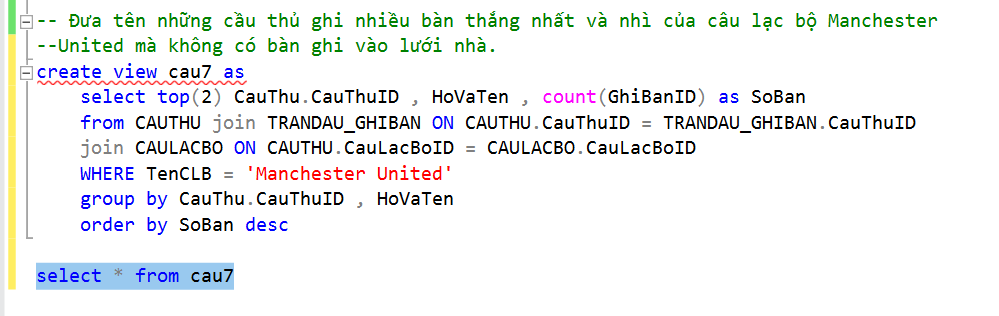 -- Đưa tên những cầu thủ ghi nhiều bàn thắng nhất và nhì của câu lạc bộ Manchester
--United mà không có bàn ghi vào lưới nhà.
create view cau7 as
select top(2) CauThu.CauThuID , HoVaTen , count(GhiBanID) as SoBan
from CAUTHU join TRANDAU_GHIBAN ON CAUTHU.CauThuID = TRANDAU_GHIBAN.CauThuID
join CAULACBO ON CAUTHU.CauLacBoID = CAULACBO.CauLacBoID
WHERE TenCLB = 'Manchester United'
group by CauThu.CauThuID , HoVaTen
order by SoBan desc
select * from cau7